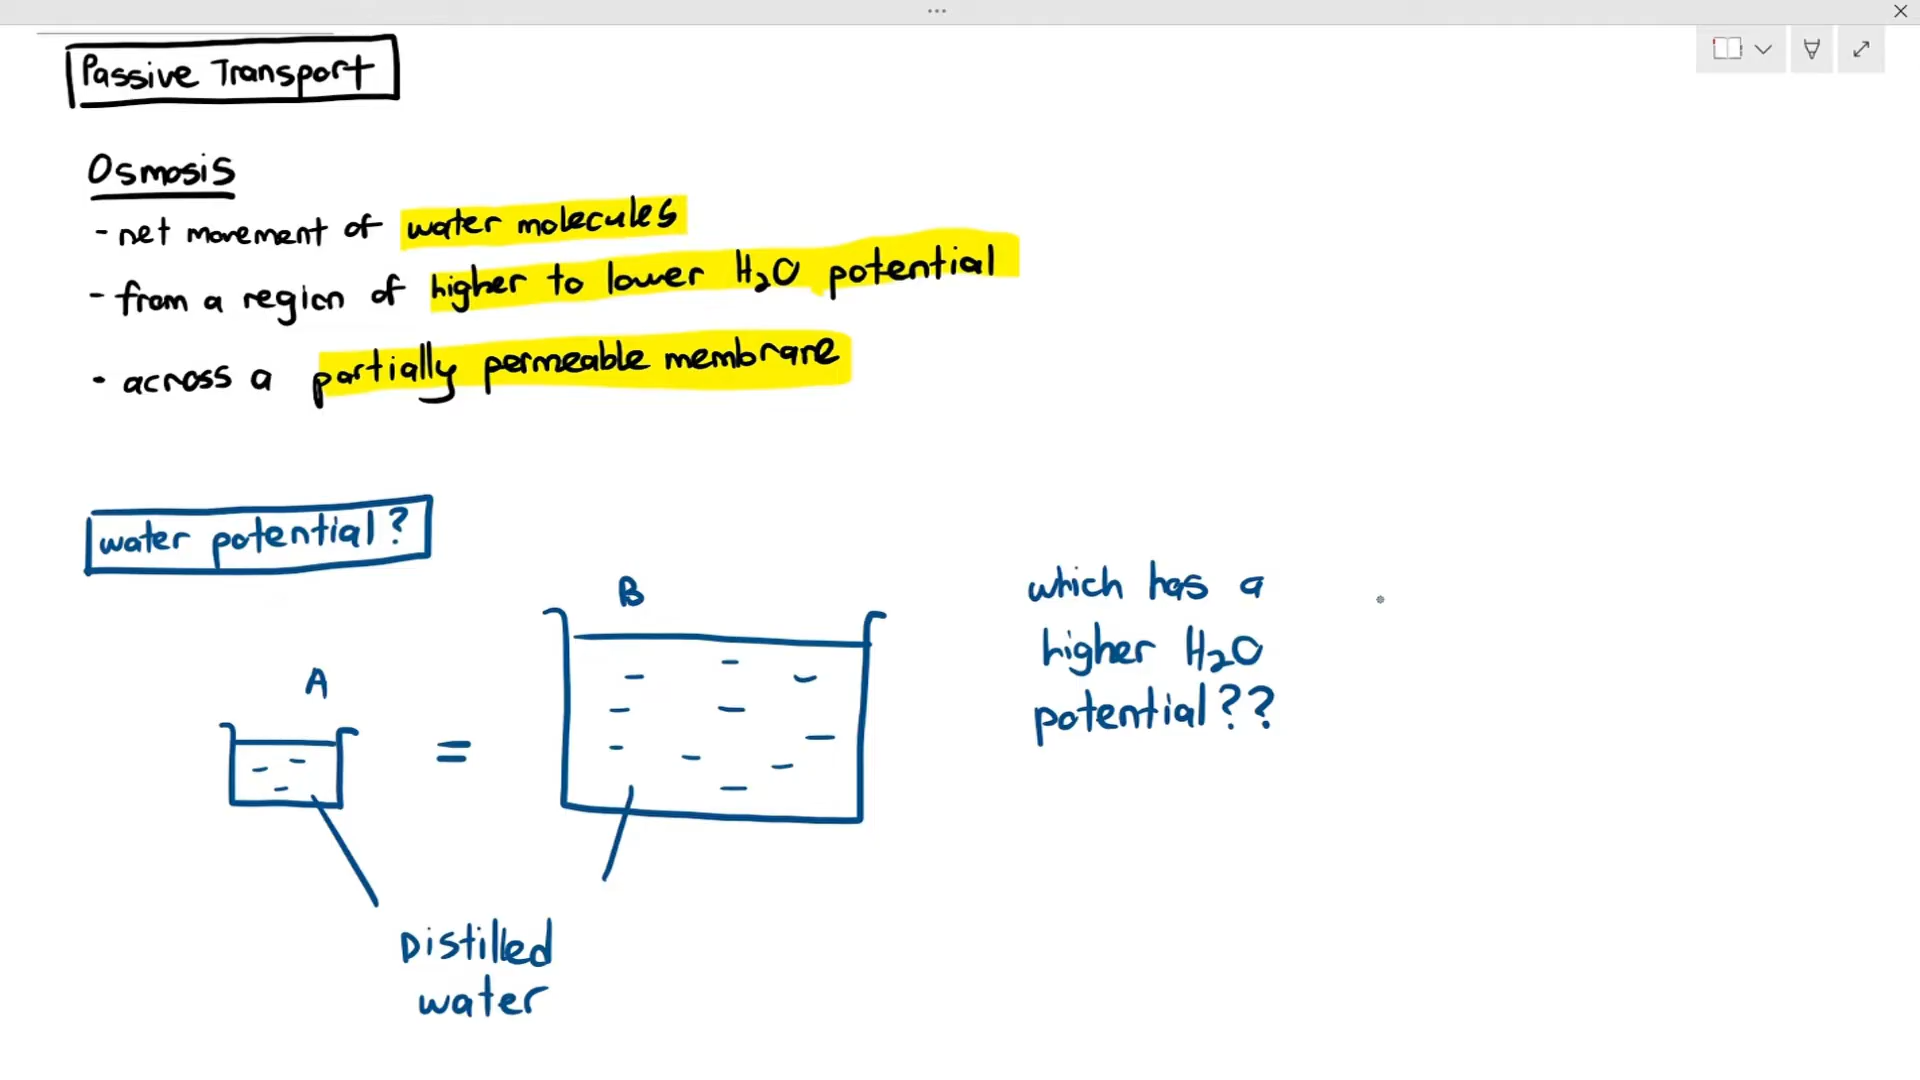 Passive Transport
Osmosis
- net movement of water molecules
- from a region of higher to lower H₂O potential
- across a partially permeable membrane
water potential?
B
A
=
which has a
higher H₂O
potential??
Distilled
water